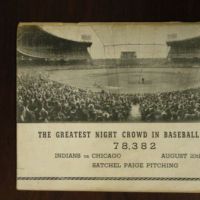 THE GREATEST NIGHT CROWD IN BASEBALL
78,382
INDIANS vs CHICAGO AUGUST 20
SATCHEL PAIGE PITCHING